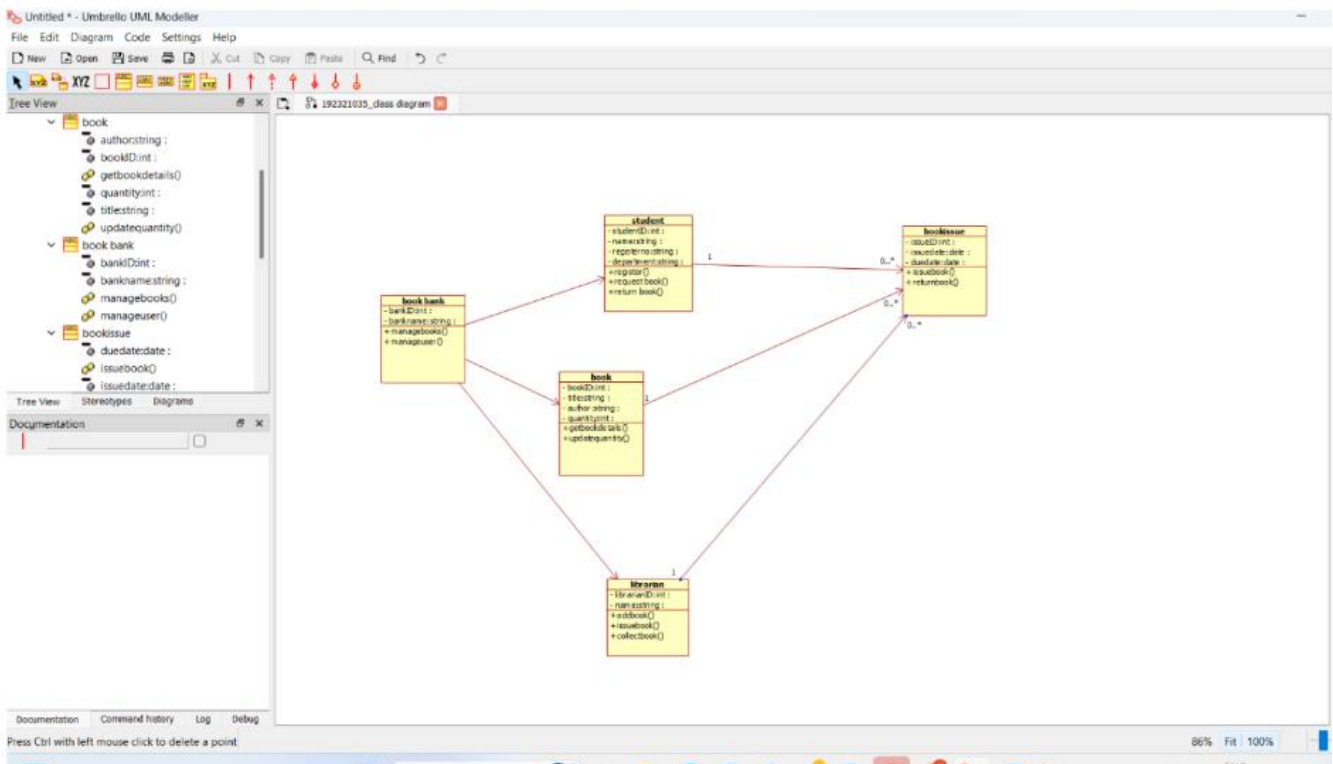 Untitled * - Umbrello UML Modeller
File Edit Diagram Code Settings Help
New Open Save Cut Copy Paste Find
XYZ
Tree View
192321035_class diagram
book
author:string :
bookID:int :
getbookdetails()
quantity:int :
title:string :
updatequantity()
book bank
bankID:int :
bankname:string :
managebooks()
manageuser()
bookissue
duedate:date :
issuebook()
issuedate:date :
Tree View Stereotypes Diagrams
Documentation
Documentation Command history Log Debug
Press Ctrl with left mouse click to delete a point
86% Fit 100%
student
- studentID:int :
- name:string :
- registerno:string :
- department:string :
+ register()
+ request book()
+ return book()
1
0..*
bookissue
- issueID:int :
- issuedate:date :
- duedate:date :
+ issuebook()
+ returnbook()
0..*
0..*
book bank
- bankID:int :
- bankname:string :
+ managebooks()
+ manageuser()
book
- bookID:int :
- title:string :
- author:string :
- quantity:int :
+ getbookdetails()
+ updatequantity()
1
1
librarian
- librarianID:int :
- name:string :
+ addbook()
+ issuebook()
+ collectbook()